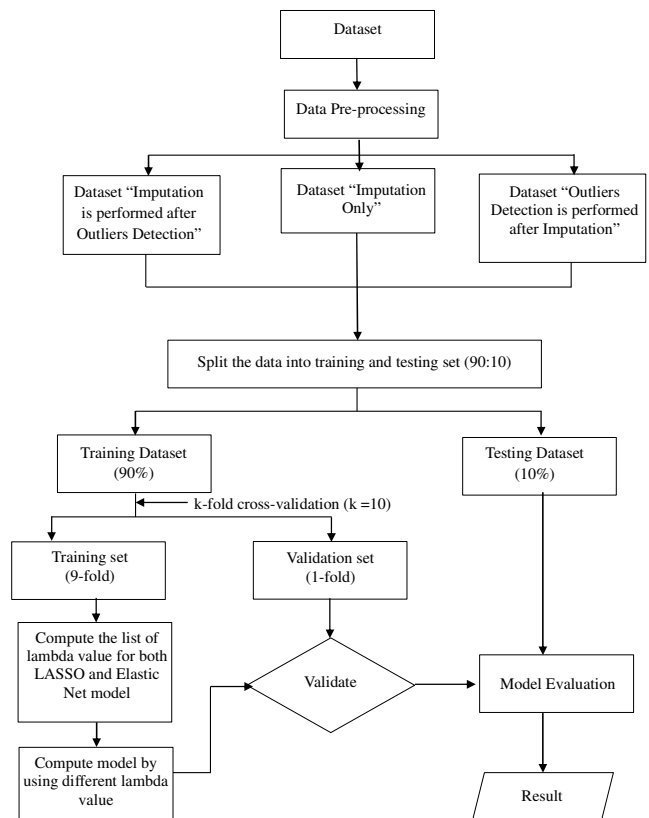 Dataset
Data Pre-processing
Dataset “Imputation
is performed after
Outliers Detection”
Dataset “Imputation
Only”
Dataset “Outliers
Detection is performed
after Imputation”
Split the data into training and testing set (90:10)
Training Dataset
(90%)
Testing Dataset
(10%)
k-fold cross-validation (k =10)
Training set
(9-fold)
Validation set
(1-fold)
Compute the list of
lambda value for both
LASSO and Elastic
Net model
Validate
Model Evaluation
Compute model by
using different lambda
value
Result